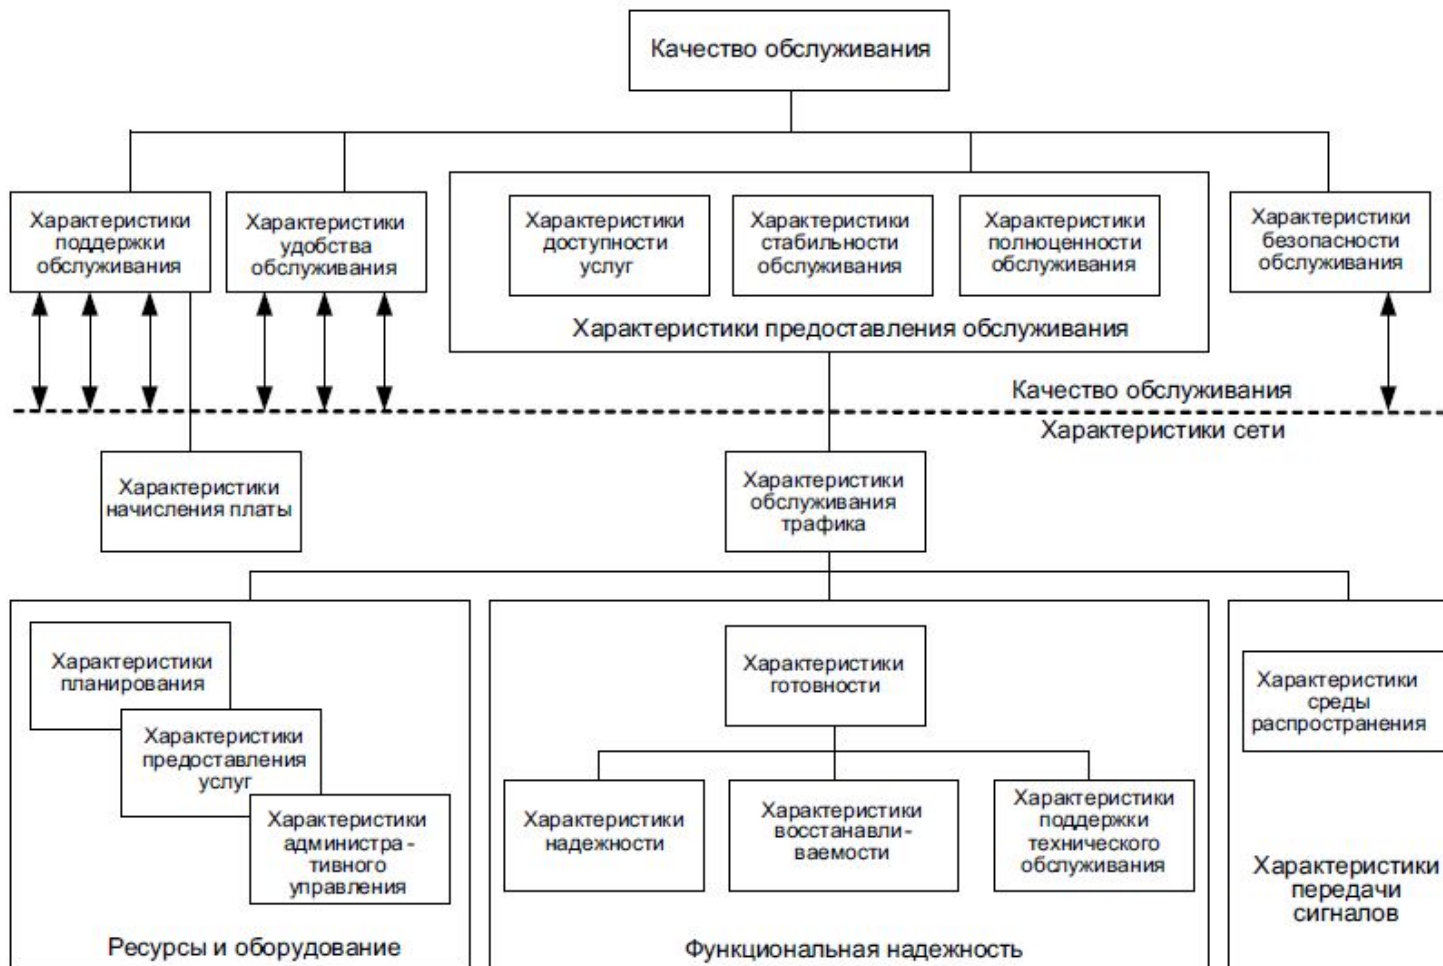 Качество обслуживания
Характеристики
поддержки
обслуживания
Характеристики
удобства
обслуживания
Характеристики
доступности
услуг
Характеристики
стабильности
обслуживания
Характеристики
полноценности
обслуживания
Характеристики предоставления обслуживания
Характеристики
безопасности
обслуживания
Качество обслуживания
Характеристики сети
Характеристики
начисления платы
Характеристики
обслуживания
трафика
Характеристики
планирования
Характеристики
предоставления
услуг
Характеристики
администра -
тивного
управления
Ресурсы и оборудование
Характеристики
готовности
Характеристики
надежности
Характеристики
восстанавли-
ваемости
Характеристики
поддержки
технического
обслуживания
Функциональная надежность
Характеристики
среды
распространения
Характеристики
передачи
сигналов